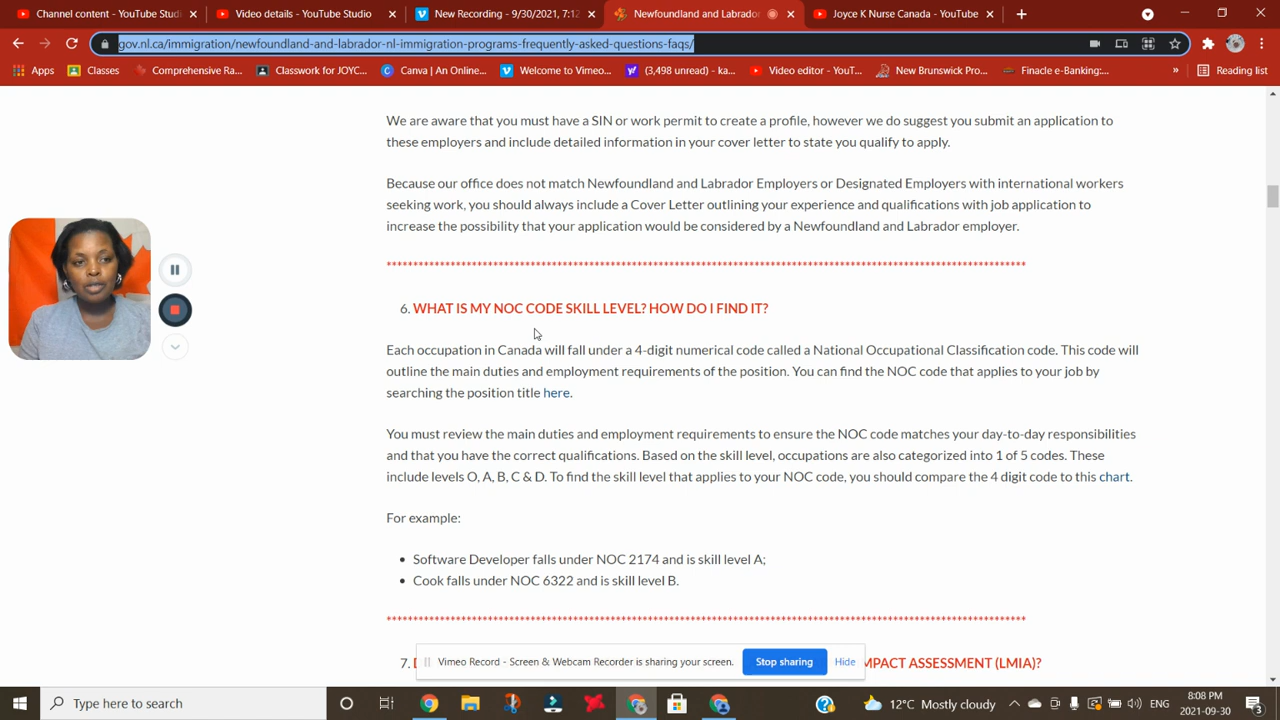 Channel content - YouTube Studi
Video details - YouTube Studio
New Recording - 9/30/2021, 7:12
Newfoundland and Labrador
Joyce K Nurse Canada - YouTube
gov.nl.ca/immigration/newfoundland-and-labrador-nl-immigration-programs-frequently-asked-questions-faqs/
Apps
Classes
Comprehensive Ra...
Classwork for JOYC...
Canva | An Online...
Welcome to Vimeo...
(3,498 unread) - ka...
Video editor - YouT...
New Brunswick Pro...
Finacle e-Banking:...
»
Reading list
We are aware that you must have a SIN or work permit to create a profile, however we do suggest you submit an application to
these employers and include detailed information in your cover letter to state you qualify to apply.
Because our office does not match Newfoundland and Labrador Employers or Designated Employers with international workers
seeking work, you should always include a Cover Letter outlining your experience and qualifications with job application to
increase the possibility that your application would be considered by a Newfoundland and Labrador employer.
6. WHAT IS MY NOC CODE SKILL LEVEL? HOW DO I FIND IT?
Each occupation in Canada will fall under a 4-digit numerical code called a National Occupational Classification code. This code will
outline the main duties and employment requirements of the position. You can find the NOC code that applies to your job by
searching the position title here.
You must review the main duties and employment requirements to ensure the NOC code matches your day-to-day responsibilities
and that you have the correct qualifications. Based on the skill level, occupations are also categorized into 1 of 5 codes. These
include levels O, A, B, C & D. To find the skill level that applies to your NOC code, you should compare the 4 digit code to this chart.
For example:
• Software Developer falls under NOC 2174 and is skill level A;
• Cook falls under NOC 6322 and is skill level B.
7. MPACT ASSESSMENT (LMIA)?
Vimeo Record - Screen & Webcam Recorder is sharing your screen.
Stop sharing
Hide
Type here to search
12°C Mostly cloudy
ENG
8:08 PM
2021-09-30
3